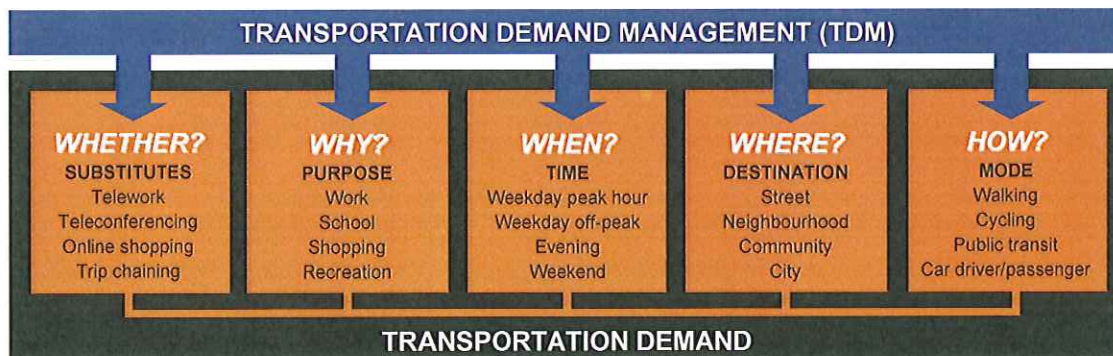 TRANSPORTATION DEMAND MANAGEMENT (TDM)
WHETHER?
SUBSTITUTES
Telework
Teleconferencing
Online shopping
Trip chaining
WHY?
PURPOSE
Work
School
Shopping
Recreation
WHEN?
TIME
Weekday peak hour
Weekday off-peak
Evening
Weekend
WHERE?
DESTINATION
Street
Neighbourhood
Community
City
HOW?
MODE
Walking
Cycling
Public transit
Car driver/passenger
TRANSPORTATION DEMAND